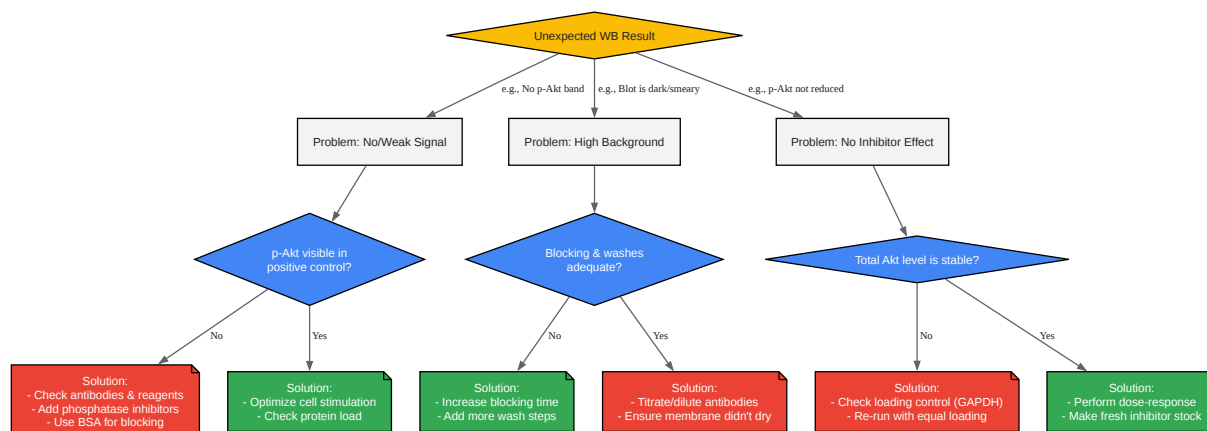 Unexpected WB Result
e.g., No p-Akt band
e.g., Blot is dark/smeary
e.g., p-Akt not reduced
Problem: No/Weak Signal
Problem: High Background
Problem: No Inhibitor Effect
p-Akt visible in
positive control?
Blocking & washes
adequate?
Total Akt level is stable?
No
Yes
No
Yes
No
Yes
Solution:
- Check antibodies & reagents
- Add phosphatase inhibitors
- Use BSA for blocking
Solution:
- Optimize cell stimulation
- Check protein load
Solution:
- Increase blocking time
- Add more wash steps
Solution:
- Titrate/dilute antibodies
- Ensure membrane didn't dry
Solution:
- Check loading control (GAPDH)
- Re-run with equal loading
Solution:
- Perform dose-response
- Make fresh inhibitor stock